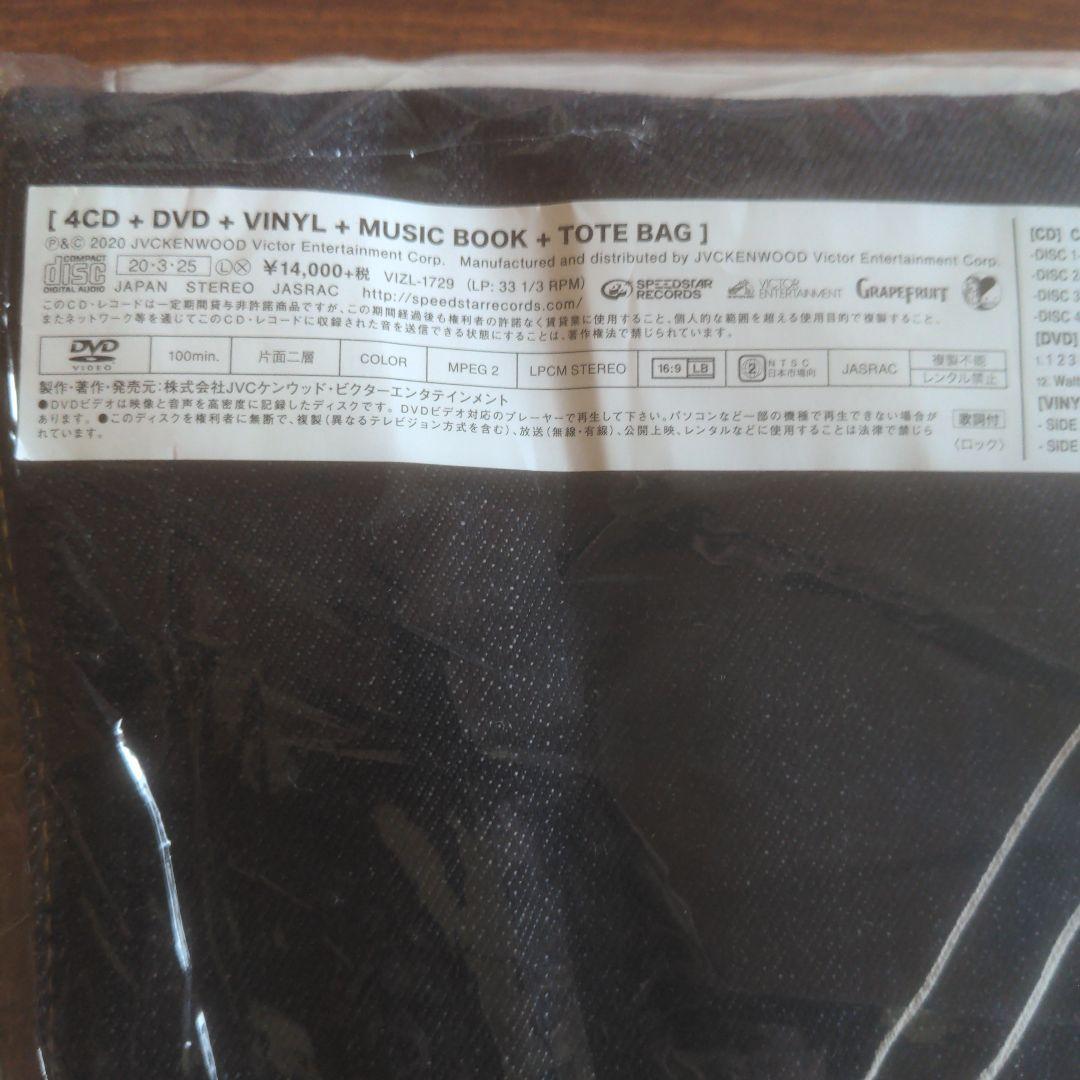 [ 4CD + DVD + VINYL + MUSIC BOOK + TOTE BAG ]
℗&© 2020 JVCKENWOOD Victor Entertainment Corp. Manufactured and distributed by JVCKENWOOD Victor Entertainment Corp.
COMPACT disc DIGITAL AUDIO
20・3・25 Ⓛ Ⓧ ¥14,000+税 VIZL-1729 (LP: 33 1/3 RPM)
JAPAN STEREO JASRAC http://speedstarrecords.com/
SPEEDSTAR RECORDS VICTOR ENTERTAINMENT GRAPEFRUIT
このCD・レコードは一定期間貸与非許諾商品ですが、この期間経過後も権利者の許諾なく賃貸業に使用すること、個人的な範囲を超える使用目的で複製すること、
またネットワーク等を通じてこのCD・レコードに収録された音を送信できる状態にすることは、著作権法で禁じられています。
DVD VIDEO 100min. 片面二層 COLOR MPEG 2 LPCM STEREO 16:9 LB 2 NTSC 日本市場向 JASRAC 複製不能 レンタル禁止
製作・著作・発売元:株式会社JVCケンウッド・ビクターエンタテインメント
●DVDビデオは映像と音声を高密度に記録したディスクです。DVDビデオ対応のプレーヤーで再生して下さい。パソコンなど一部の機種で再生できない場合が
あります。●このディスクを権利者に無断で、複製(異なるテレビジョン方式を含む)、放送(無線・有線)、公開上映、レンタルなどに使用することは法律で禁じら
れています。
歌詞付
〈ロック〉
[CD]
-DISC 1
-DISC 2
-DISC 3
-DISC 4
[DVD]
1. 1 2 3
[VINY
- SIDE
- SIDE